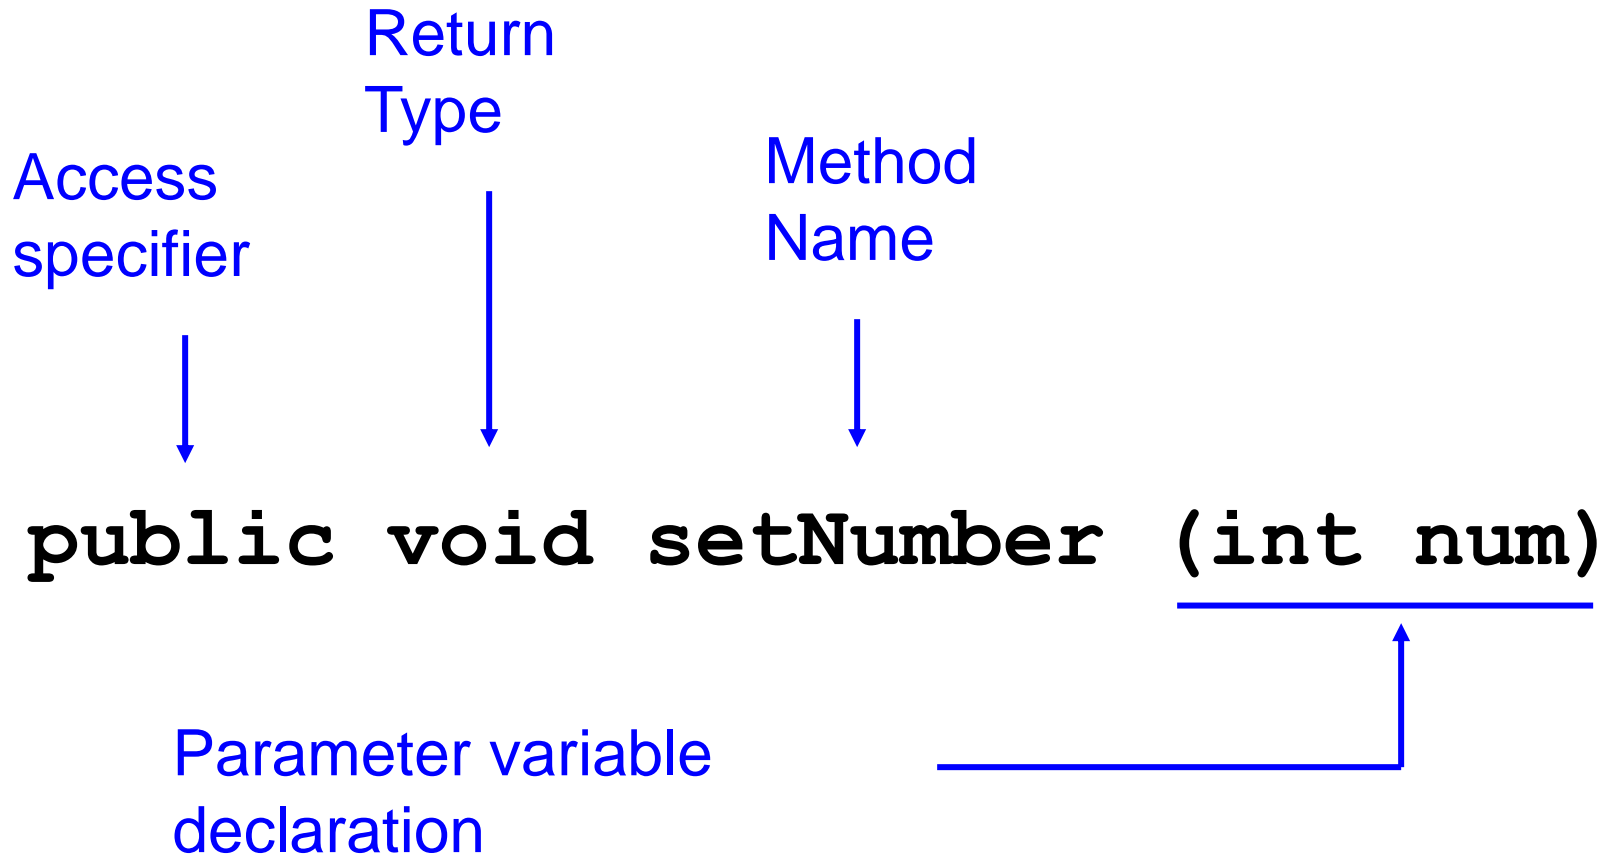 Return
Type
Access
specifier
Method
Name
public void setNumber (int num)
Parameter variable
declaration